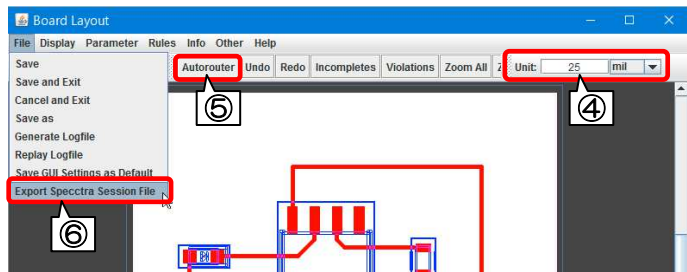 Board Layout
File Display Parameter Rules Info Other Help
Autorouter Undo Redo Incompletes Violations Zoom All Unit: 25 mil
Save
Save and Exit
Cancel and Exit
Save as
Generate Logfile
Replay Logfile
Save GUI Settings as Default
Export Specctra Session File
⑤
④
⑥